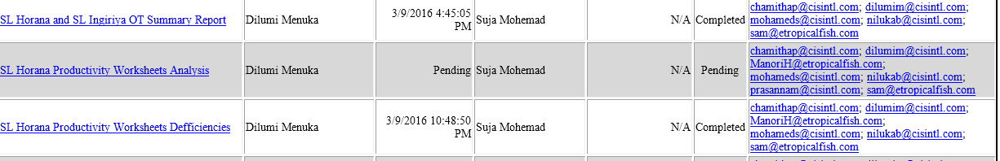 SL Horana and SL Ingiriya OT Summary Report
Dilumi Menuka
3/9/2016 4:45:05
PM
Suja Mohemad
N/A
Completed
chamithap@cisintl.com; dilumim@cisintl.com;
mohameds@cisintl.com; nilukab@cisintl.com;
sam@etropicalfish.com
SL Horana Productivity Worksheets Analysis
Dilumi Menuka
Pending
Suja Mohemad
N/A
Pending
chamithap@cisintl.com; dilumim@cisintl.com;
ManoriH@etropicalfish.com;
mohameds@cisintl.com; nilukab@cisintl.com;
prasannam@cisintl.com; sam@etropicalfish.com
SL Horana Productivity Worksheets Defficiencies
Dilumi Menuka
3/9/2016 10:48:50
PM
Suja Mohemad
N/A
Completed
chamithap@cisintl.com; dilumim@cisintl.com;
ManoriH@etropicalfish.com;
mohameds@cisintl.com; nilukab@cisintl.com;
sam@etropicalfish.com